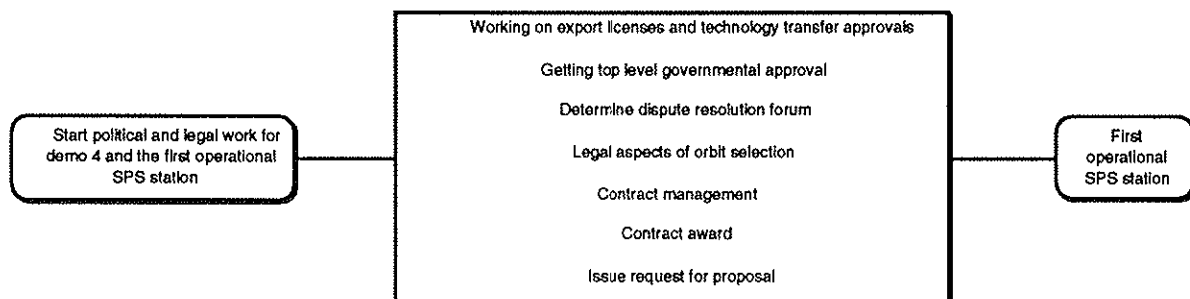 Start political and legal work for
demo 4 and the first operational
SPS station
Working on export licenses and technology transfer approvals
Getting top level governmental approval
Determine dispute resolution forum
Legal aspects of orbit selection
Contract management
Contract award
Issue request for proposal
First
operational
SPS station